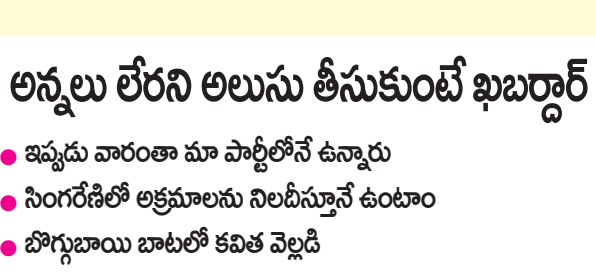 అన్నలు లేరని అలుసు తీసుకుంటే ఖబర్దార్
• ఇప్పుడు వారంతా మా పార్టీలోనే ఉన్నారు
• సింగరేణిలో అక్రమాలను నిలదీస్తూనే ఉంటాం
• బొగ్గుబాయి బాటలో కవిత వెల్లడి